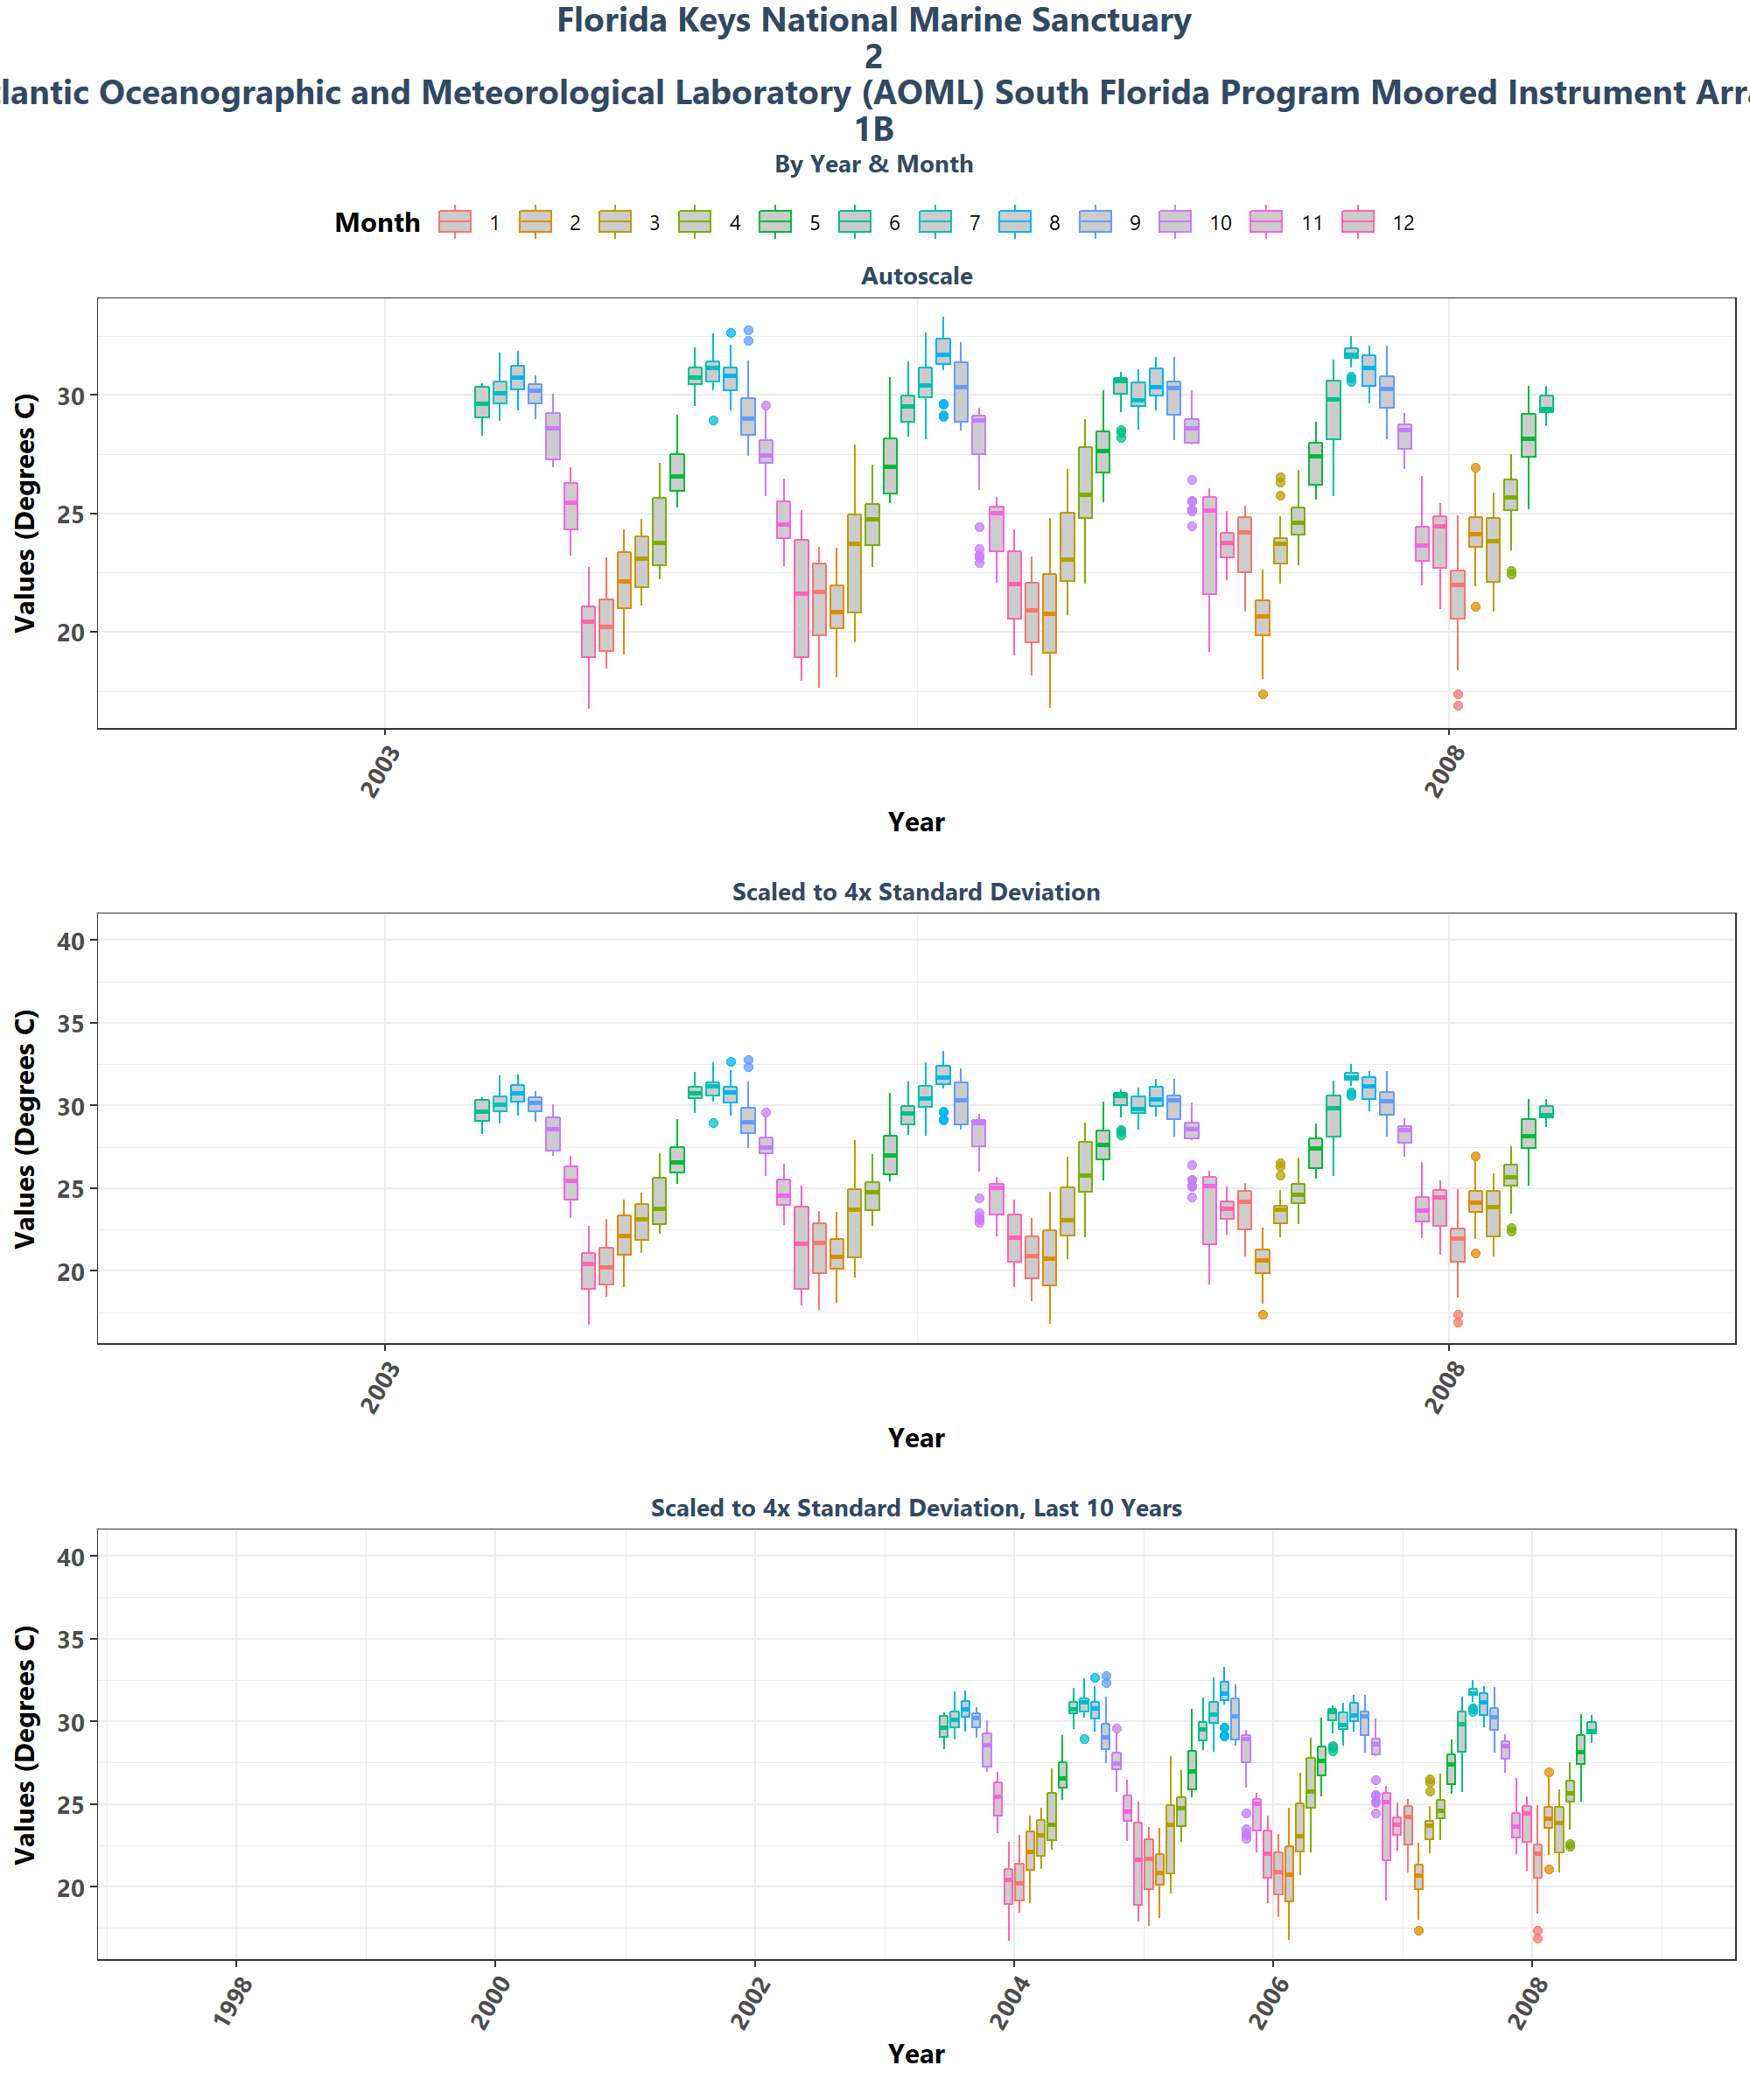 Florida Keys National Marine Sanctuary
2
lantic Oceanographic and Meteorological Laboratory (AOML) South Florida Program Moored Instrument Arr
1B
By Year & Month
Month 1 2 3 4 5 6 7 8 9 10 11 12
Autoscale
Values (Degrees C)
30
25
20
2003 2008
Year
Scaled to 4x Standard Deviation
Values (Degrees C)
40
35
30
25
20
2003 2008
Year
Scaled to 4x Standard Deviation, Last 10 Years
Values (Degrees C)
40
35
30
25
20
1998 2000 2002 2004 2006 2008
Year